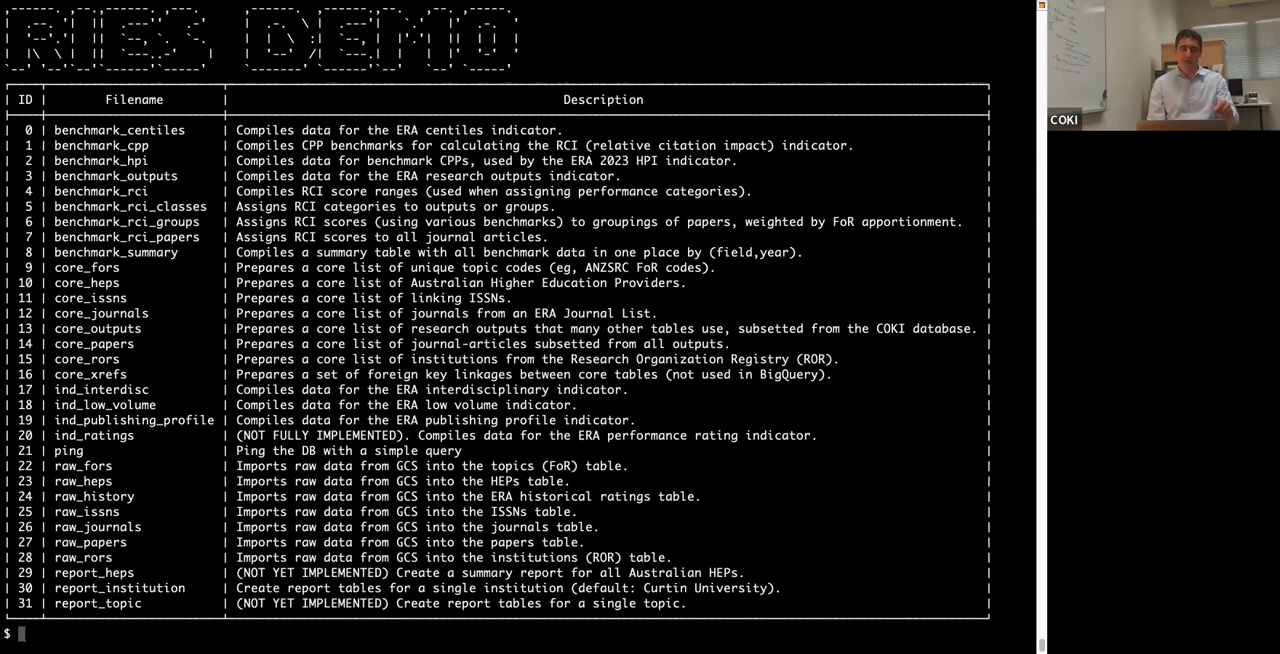 RIES DEMO
| ID | Filename | Description |
| 0 | benchmark_centiles | Compiles data for the ERA centiles indicator.
| 1 | benchmark_cpp | Compiles CPP benchmarks for calculating the RCI (relative citation impact) indicator.
| 2 | benchmark_hpi | Compiles data for benchmark CPPs, used by the ERA 2023 HPI indicator.
| 3 | benchmark_outputs | Compiles data for the ERA research outputs indicator.
| 4 | benchmark_rci | Compiles RCI score ranges (used when assigning performance categories).
| 5 | benchmark_rci_classes | Assigns RCI categories to outputs or groups.
| 6 | benchmark_rci_groups | Assigns RCI scores (using various benchmarks) to groupings of papers, weighted by FoR apportionment.
| 7 | benchmark_rci_papers | Assigns RCI scores to all journal articles.
| 8 | benchmark_summary | Compiles a summary table with all benchmark data in one place by (field,year).
| 9 | core_fors | Prepares a core list of unique topic codes (eg, ANZSRC FoR codes).
| 10 | core_heps | Prepares a core list of Australian Higher Education Providers.
| 11 | core_issns | Prepares a core list of linking ISSNs.
| 12 | core_journals | Prepares a core list of journals from an ERA Journal List.
| 13 | core_outputs | Prepares a core list of research outputs that many other tables use, subsetted from the COKI database.
| 14 | core_papers | Prepares a core list of journal-articles subsetted from all outputs.
| 15 | core_rors | Prepares a core list of institutions from the Research Organization Registry (ROR).
| 16 | core_xrefs | Prepares a set of foreign key linkages between core tables (not used in BigQuery).
| 17 | ind_interdisc | Compiles data for the ERA interdisciplinary indicator.
| 18 | ind_low_volume | Compiles data for the ERA low volume indicator.
| 19 | ind_publishing_profile | Compiles data for the ERA publishing profile indicator.
| 20 | ind_ratings | (NOT FULLY IMPLEMENTED). Compiles data for the ERA performance rating indicator.
| 21 | ping | Ping the DB with a simple query
| 22 | raw_fors | Imports raw data from GCS into the topics (FoR) table.
| 23 | raw_heps | Imports raw data from GCS into the HEPs table.
| 24 | raw_history | Imports raw data from GCS into the ERA historical ratings table.
| 25 | raw_issns | Imports raw data from GCS into the ISSNs table.
| 26 | raw_journals | Imports raw data from GCS into the journals table.
| 27 | raw_papers | Imports raw data from GCS into the papers table.
| 28 | raw_rors | Imports raw data from GCS into the institutions (ROR) table.
| 29 | report_heps | (NOT YET IMPLEMENTED) Create a summary report for all Australian HEPs.
| 30 | report_institution | Create report tables for a single institution (default: Curtin University).
| 31 | report_topic | (NOT YET IMPLEMENTED) Create report tables for a single topic.
$
COKI